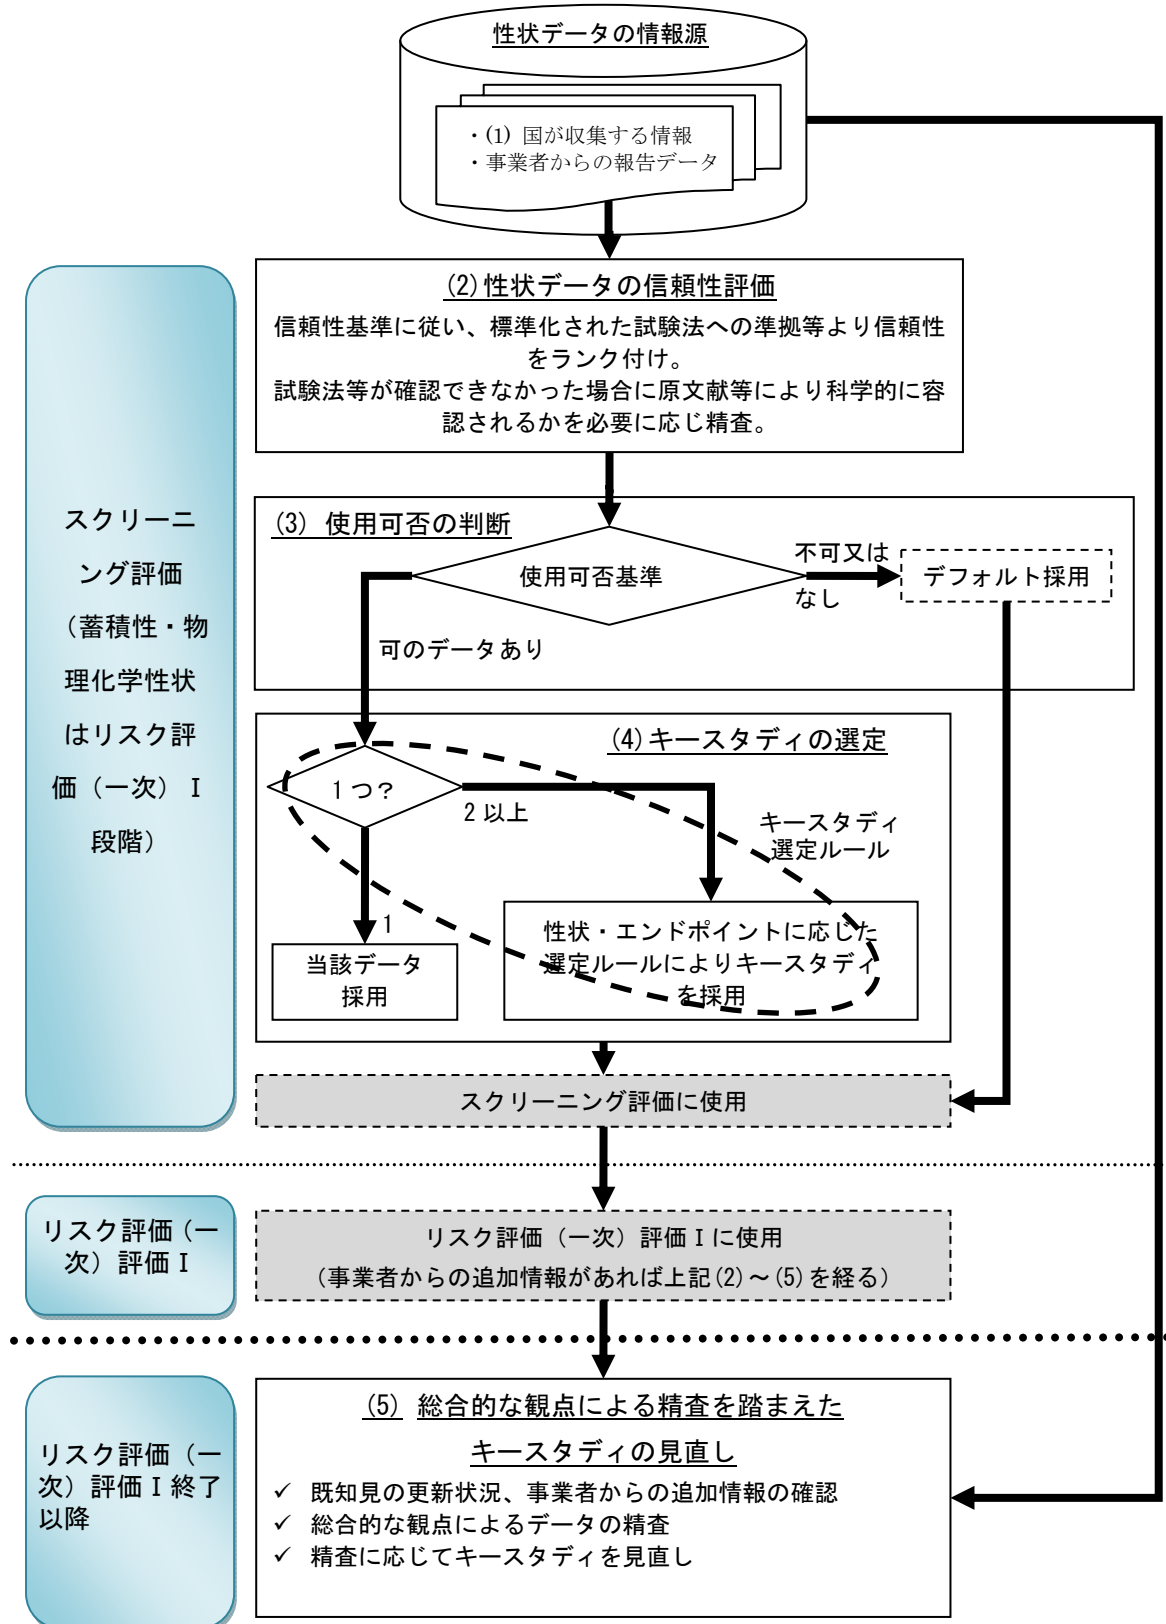 性状データの情報源
・(1) 国が収集する情報
・事業者からの報告データ
スクリーニ
ング評価
（蓄積性・物
理化学性状
はリスク評
価（一次）Ⅰ
段階）
(2)性状データの信頼性評価
信頼性基準に従い、標準化された試験法への準拠等より信頼性
をランク付け。
試験法等が確認できなかった場合に原文献等により科学的に容
認されるかを必要に応じ精査。
(3) 使用可否の判断
使用可否基準
不可又は
なし
デフォルト採用
可のデータあり
(4)キースタディの選定
1つ？
2以上
キースタディ
選定ルール
1
当該データ
採用
性状・エンドポイントに応じた
選定ルールによりキースタディ
を採用
スクリーニング評価に使用
リスク評価（一
次）評価Ⅰ
リスク評価（一次）評価Ⅰに使用
（事業者からの追加情報があれば上記(2)～(5)を経る）
リスク評価（一
次）評価Ⅰ終了
以降
(5) 総合的な観点による精査を踏まえた
キースタディの見直し
✓ 既知見の更新状況、事業者からの追加情報の確認
✓ 総合的な観点によるデータの精査
✓ 精査に応じてキースタディを見直し